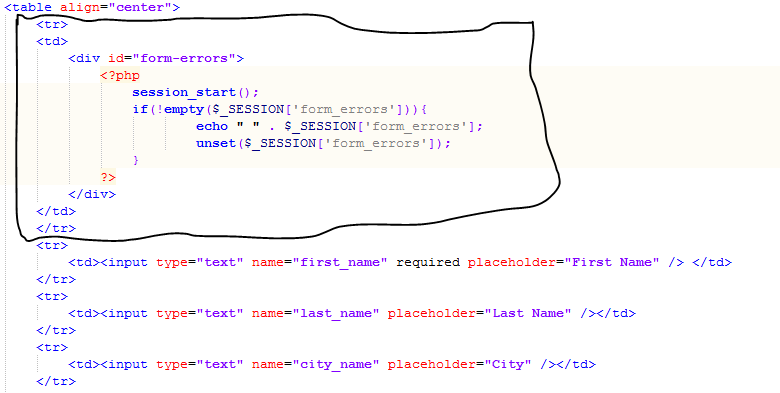 <table align="center">
<tr>
<td>
<div id="form-errors">
<?php
session_start();
if(!empty($_SESSION['form_errors'])){
echo " " . $_SESSION['form_errors'];
unset($_SESSION['form_errors']);
}
?>
</div>
</td>
</tr>
<tr>
<td><input type="text" name="first_name" required placeholder="First Name" /> </td>
</tr>
<tr>
<td><input type="text" name="last_name" placeholder="Last Name" /></td>
</tr>
<tr>
<td><input type="text" name="city_name" placeholder="City" /></td>
</tr>